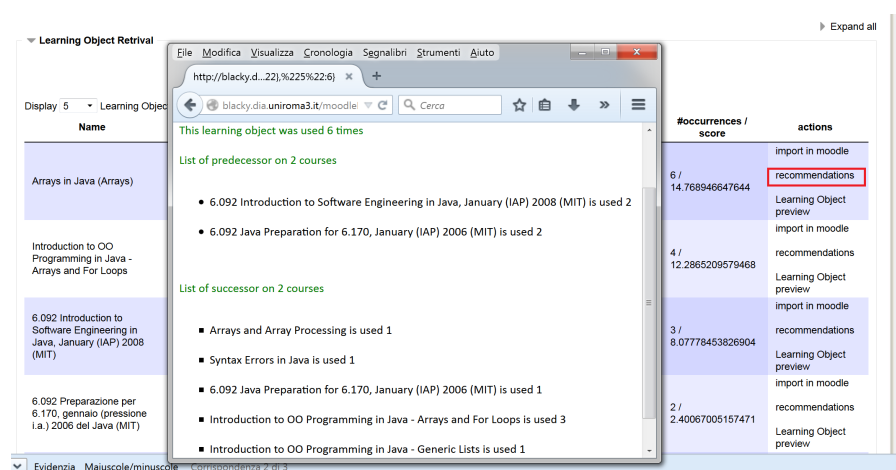 Expand all
Learning Object Retrival
File Modifica Visualizza Cronologia Segnalibri Strumenti Aiuto
http://blacky.d...22},%225%22:6}
blacky.dia.uniroma3.it/moodle
Cerca
Display 5 Learning Objec
Name
#occurrences /
score
actions
This learning object was used 6 times
List of predecessor on 2 courses
6.092 Introduction to Software Engineering in Java, January (IAP) 2008 (MIT) is used 2
6.092 Java Preparation for 6.170, January (IAP) 2006 (MIT) is used 2
List of successor on 2 courses
Arrays and Array Processing is used 1
Syntax Errors in Java is used 1
6.092 Java Preparation for 6.170, January (IAP) 2006 (MIT) is used 1
Introduction to OO Programming in Java - Arrays and For Loops is used 3
Introduction to OO Programming in Java - Generic Lists is used 1
Arrays in Java (Arrays)
6 /
14.768946647644
import in moodle
recommendations
Learning Object
preview
Introduction to OO
Programming in Java -
Arrays and For Loops
4 /
12.2865209579468
import in moodle
recommendations
Learning Object
preview
6.092 Introduction to
Software Engineering in
Java, January (IAP) 2008
(MIT)
3 /
8.07778453826904
import in moodle
recommendations
Learning Object
preview
6.092 Preparazione per
6.170, gennaio (pressione
i.a.) 2006 del Java (MIT)
2 /
2.40067005157471
import in moodle
recommendations
Learning Object
preview
Evidenzia Maiuscole/minuscole Corrispondenza 2 di 3